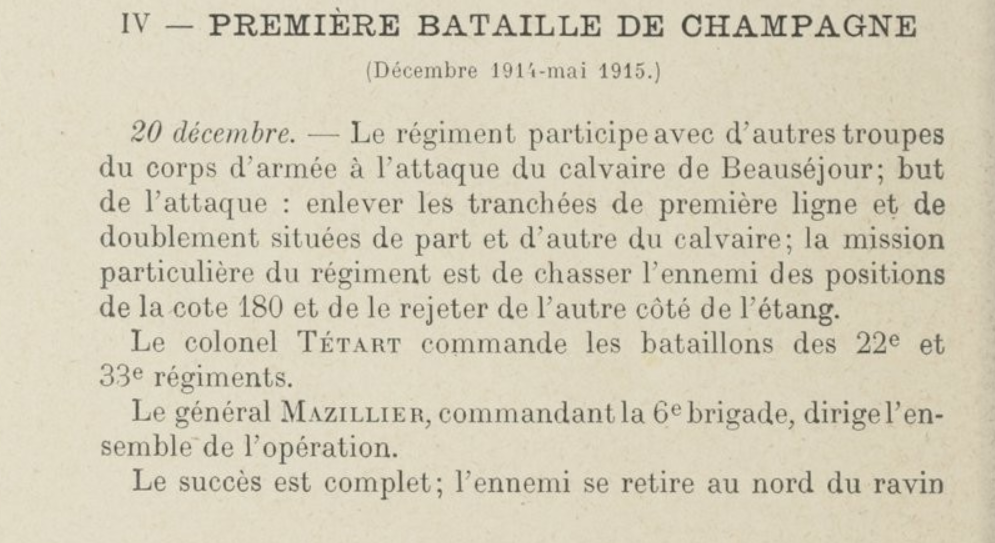 IV — PREMIÈRE BATAILLE DE CHAMPAGNE
(Décembre 1914-mai 1915.)
20 décembre. — Le régiment participe avec d'autres troupes
du corps d'armée à l'attaque du calvaire de Beauséjour; but
de l'attaque : enlever les tranchées de première ligne et de
doublement situées de part et d'autre du calvaire; la mission
particulière du régiment est de chasser l'ennemi des positions
de la cote 180 et de le rejeter de l'autre côté de l'étang.
Le colonel TÉTART commande les bataillons des 22e et
33e régiments.
Le général MAZILLIER, commandant la 6e brigade, dirige l'en-
semble de l'opération.
Le succès est complet; l'ennemi se retire au nord du ravin